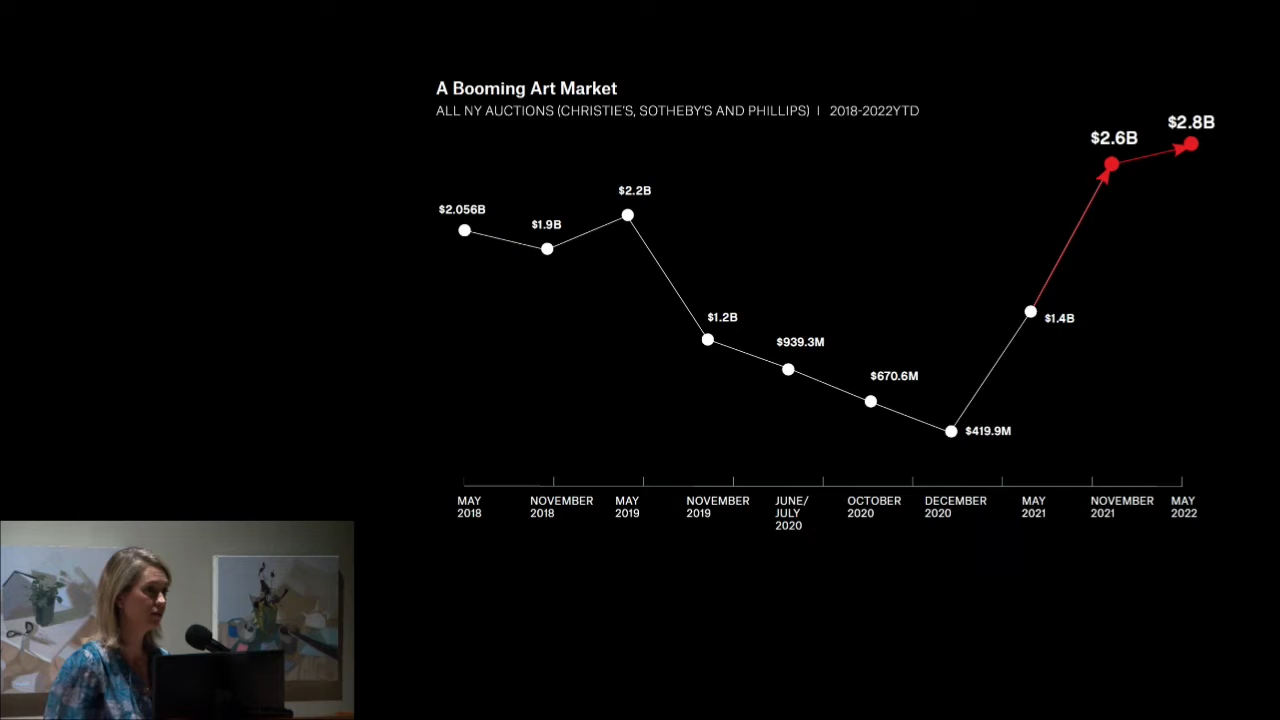 A Booming Art Market
ALL NY AUCTIONS (CHRISTIE'S, SOTHEBY'S AND PHILLIPS) | 2018-2022YTD
$2.056B
$1.9B
$2.2B
$1.2B
$939.3M
$670.6M
$419.9M
$1.4B
$2.6B
$2.8B
MAY
2018
NOVEMBER
2018
MAY
2019
NOVEMBER
2019
JUNE/
JULY
2020
OCTOBER
2020
DECEMBER
2020
MAY
2021
NOVEMBER
2021
MAY
2022